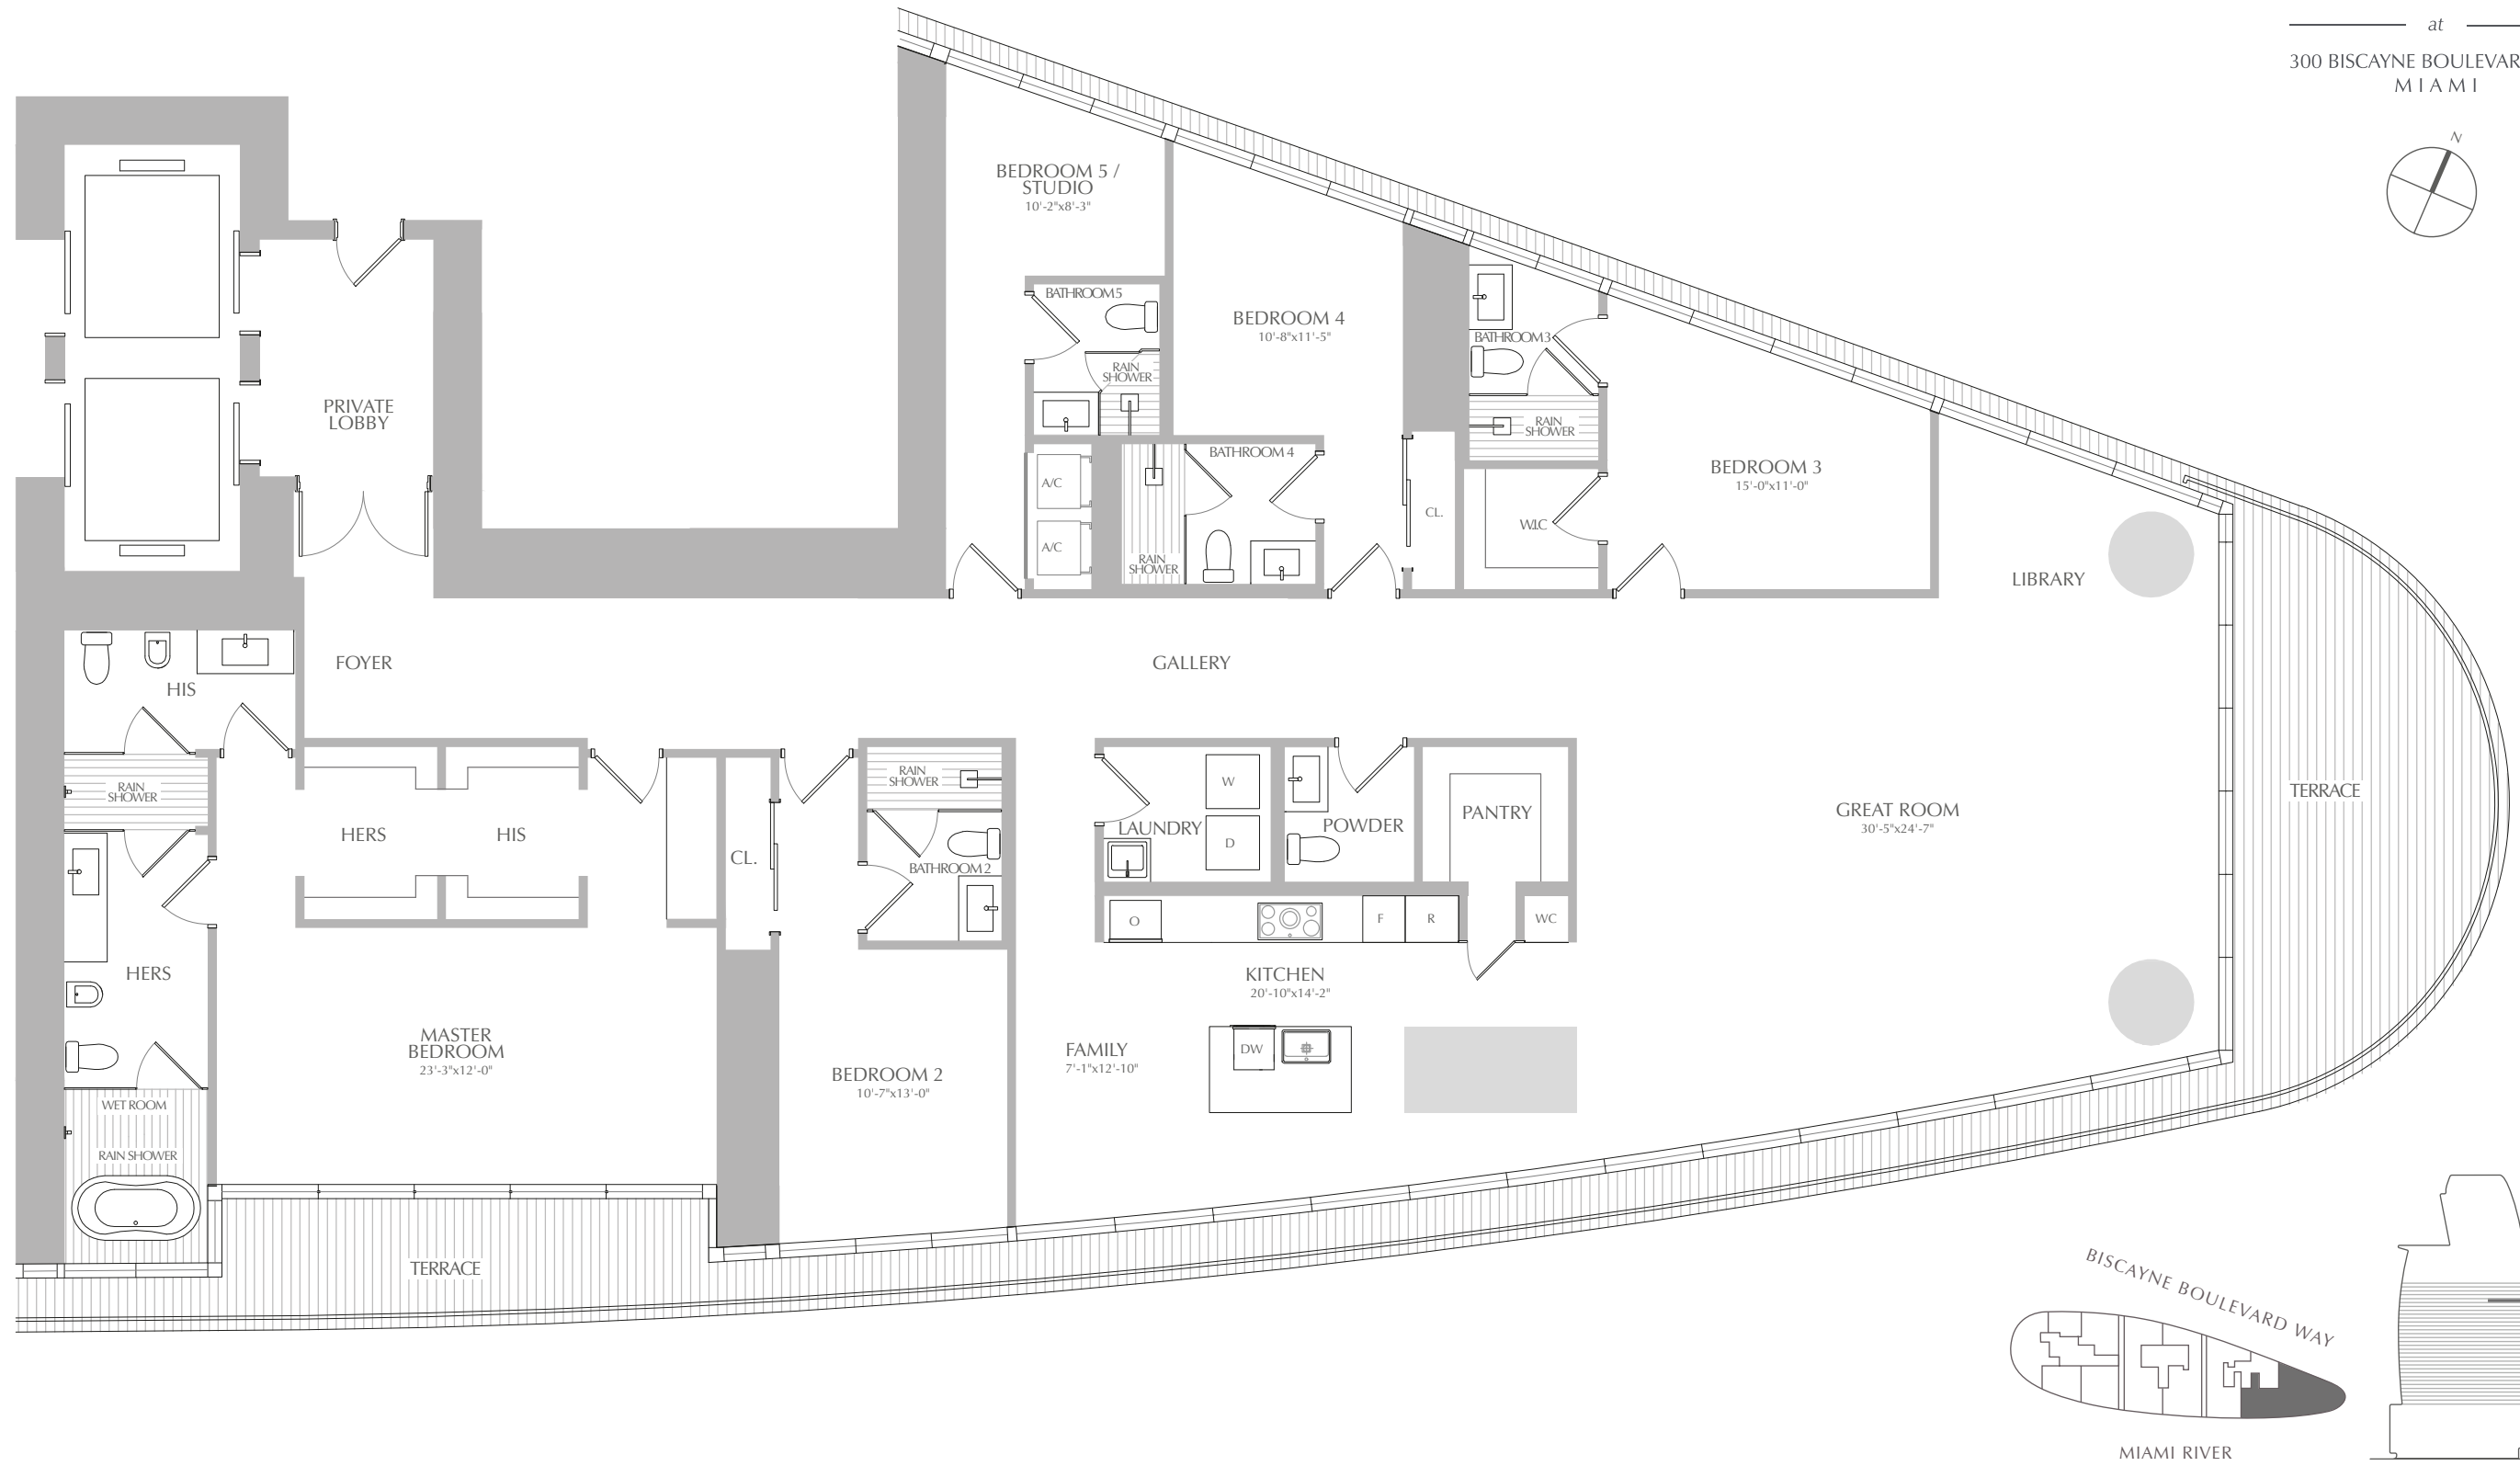 at
300 BISCAYNE BOULEVAR
MIAMI
N
BEDROOM 5 /
STUDIO
10'-2"x8'-3"
BATHROOM 5
RAIN
SHOWER
BEDROOM 4
10'-8"x11'-5"
BATHROOM 3
RAIN
SHOWER
PRIVATE
LOBBY
A/C
A/C
BATHROOM 4
RAIN
SHOWER
CL.
W.I.C
BEDROOM 3
15'-0"x11'-0"
LIBRARY
FOYER
GALLERY
HIS
RAIN
SHOWER
HERS
HIS
CL.
RAIN
SHOWER
BATHROOM 2
W
D
LAUNDRY
POWDER
PANTRY
GREAT ROOM
30'-5"x24'-7"
TERRACE
O
F
R
WC
HERS
KITCHEN
20'-10"x14'-2"
MASTER
BEDROOM
23'-3"x12'-0"
BEDROOM 2
10'-7"x13'-0"
FAMILY
7'-1"x12'-10"
DW
WET ROOM
RAIN SHOWER
TERRACE
BISCAYNE BOULEVARD WAY
MIAMI RIVER